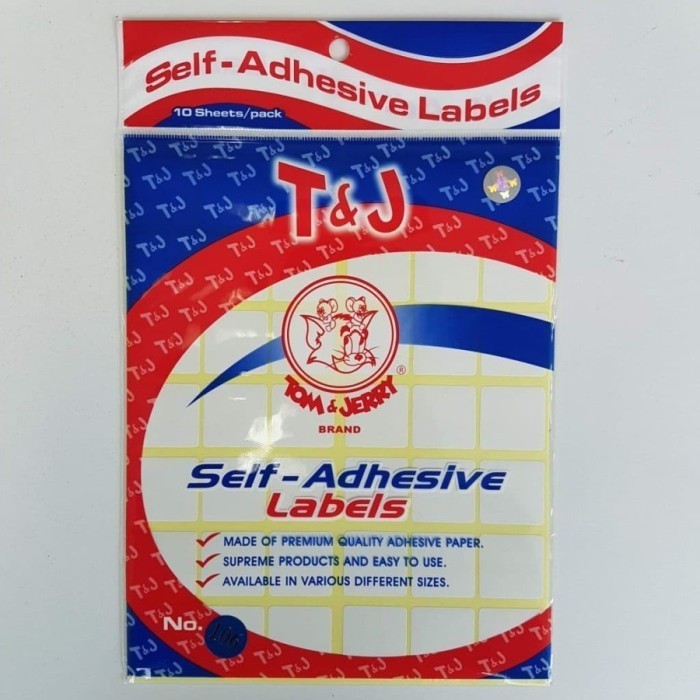 Self-Adhesive Labels
10 Sheets/pack
T&J
TOM & JERRY
®
BRAND
Self-Adhesive
Labels
MADE OF PREMIUM QUALITY ADHESIVE PAPER.
SUPREME PRODUCTS AND EASY TO USE.
AVAILABLE IN VARIOUS DIFFERENT SIZES.
No. 106